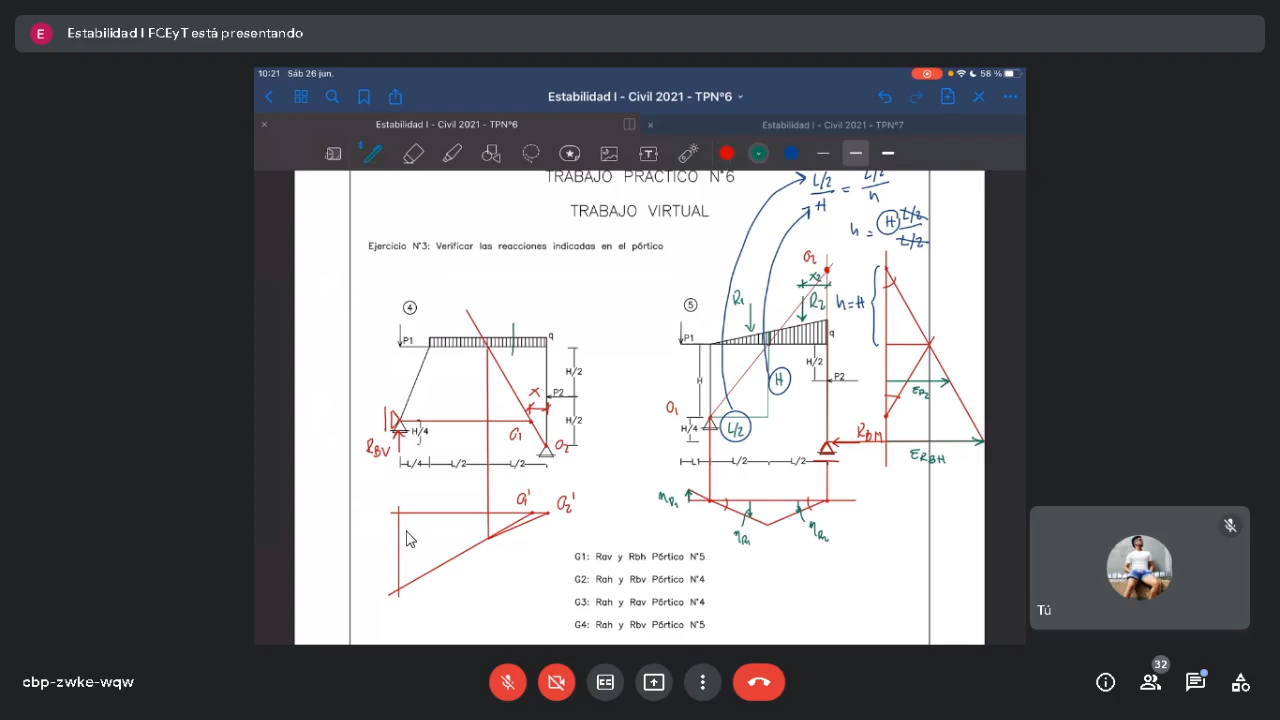 E Estabilidad I FCEyT está presentando
10:21 Sáb 26 jun.
58 %
Estabilidad I - Civil 2021 - TPN°6
Estabilidad I - Civil 2021 - TPN°6
Estabilidad I - Civil 2021 - TPN°7
TRABAJO PRACTICO N°6
TRABAJO VIRTUAL
L/2 / H = L/2 / h
h = H L/2 / L/2
Ejercicio N°3: Verificar las reacciones indicadas en el pórtico
4
P1
q
H/2
P2
H/2
X
H/4
O1
O2
RBV
L/4
L/2
L/2
O1'
O2'
5
O2
X2
R1
R2
h=H
P1
q
H
H/2
H
P2
EP2
O1
H/4
L/2
RBH
ERBH
L1
L/2
L/2
ηR1
ηR2
G1: Rav y Rbh Pórtico N°5
G2: Rah y Rbv Pórtico N°4
G3: Rah y Rav Pórtico N°4
G4: Rah y Rbv Pórtico N°5
Tú
cbp-zwke-wqw
32